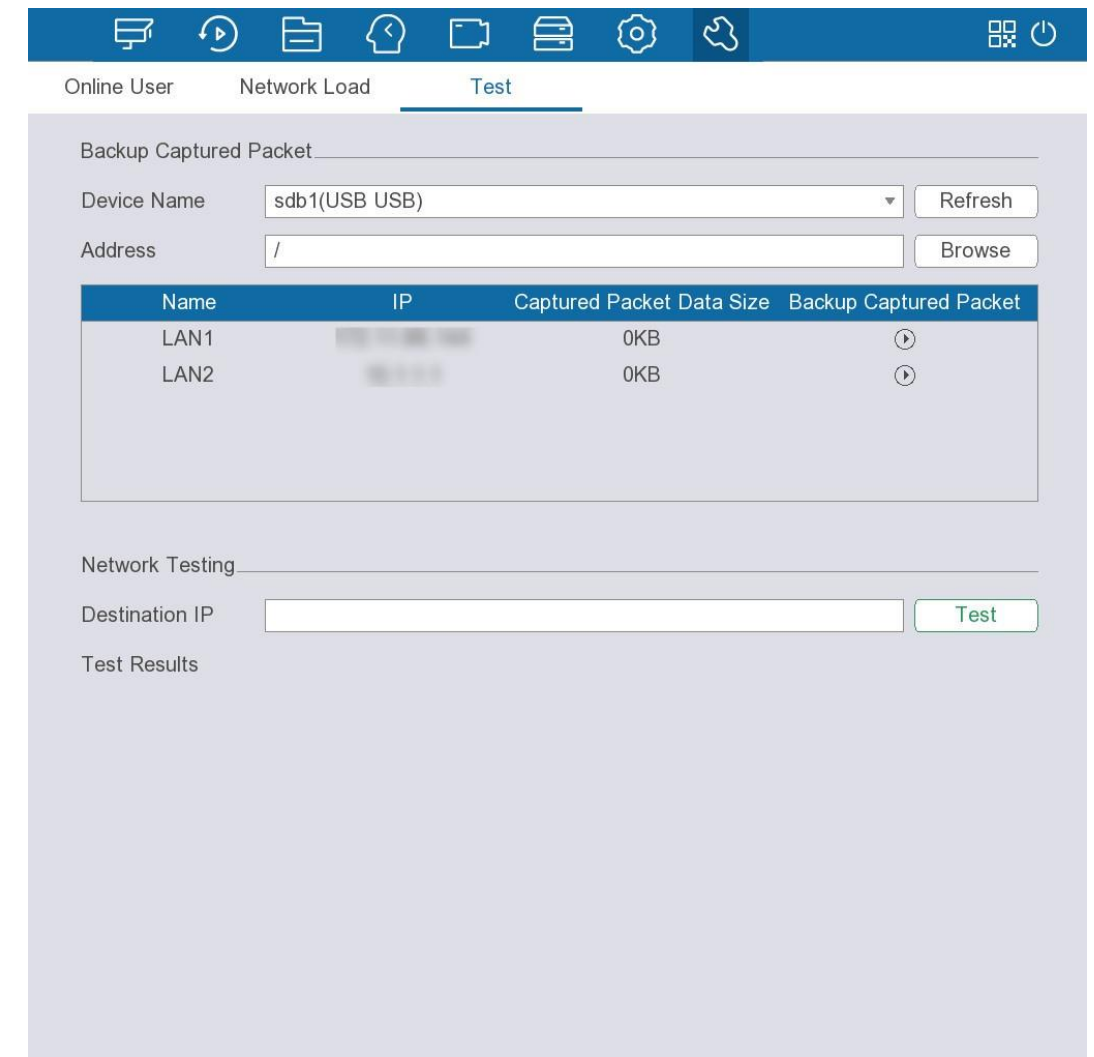 Online User Network Load Test
Backup Captured Packet
Device Name sdb1(USB USB) Refresh
Address / Browse
Name IP Captured Packet Data Size Backup Captured Packet
LAN1 0KB
LAN2 0KB
Network Testing
Destination IP Test
Test Results